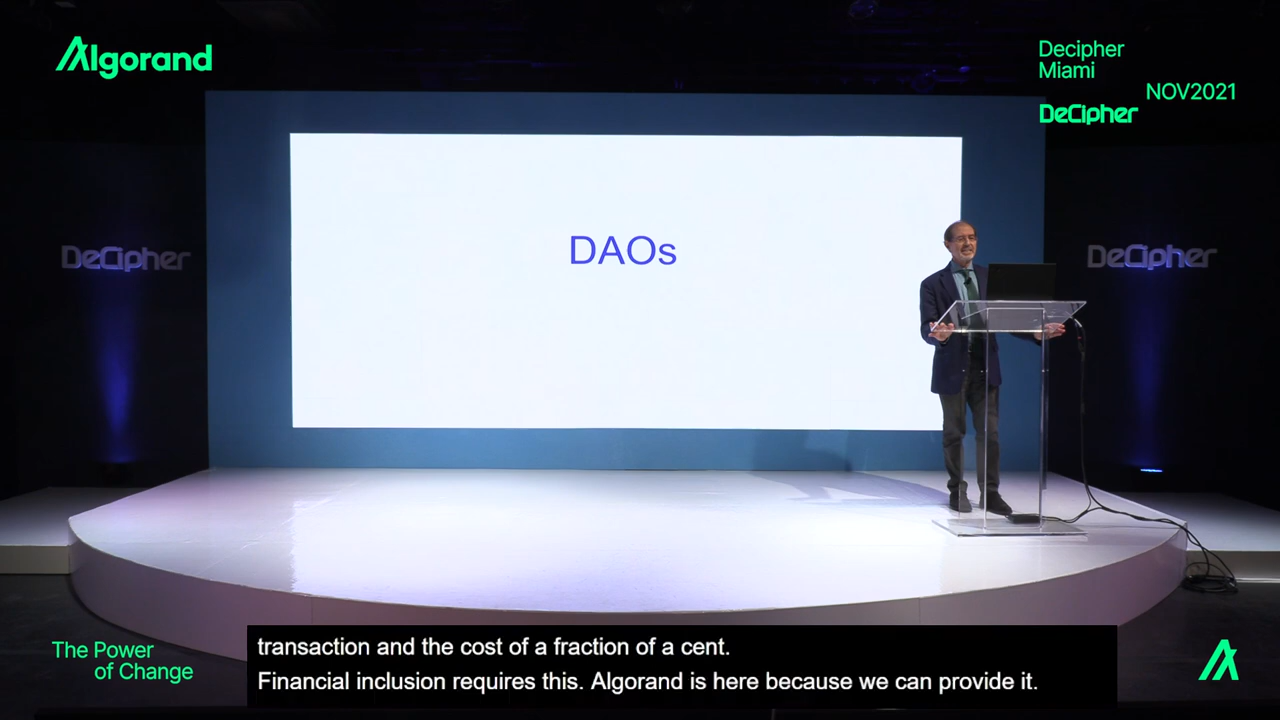 Algorand
Decipher
Miami
NOV2021
DeCipher
DAOs
DeCipher
DeCipher
The Power
of Change
transaction and the cost of a fraction of a cent.
Financial inclusion requires this. Algorand is here because we can provide it.